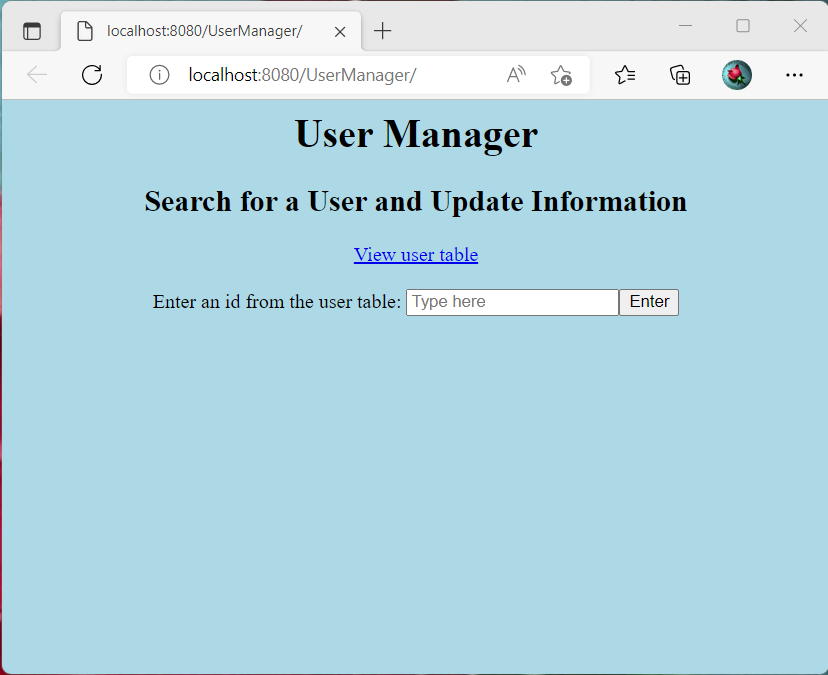 localhost:8080/UserManager/
localhost:8080/UserManager/
User Manager
Search for a User and Update Information
View user table
Enter an id from the user table: Type here Enter